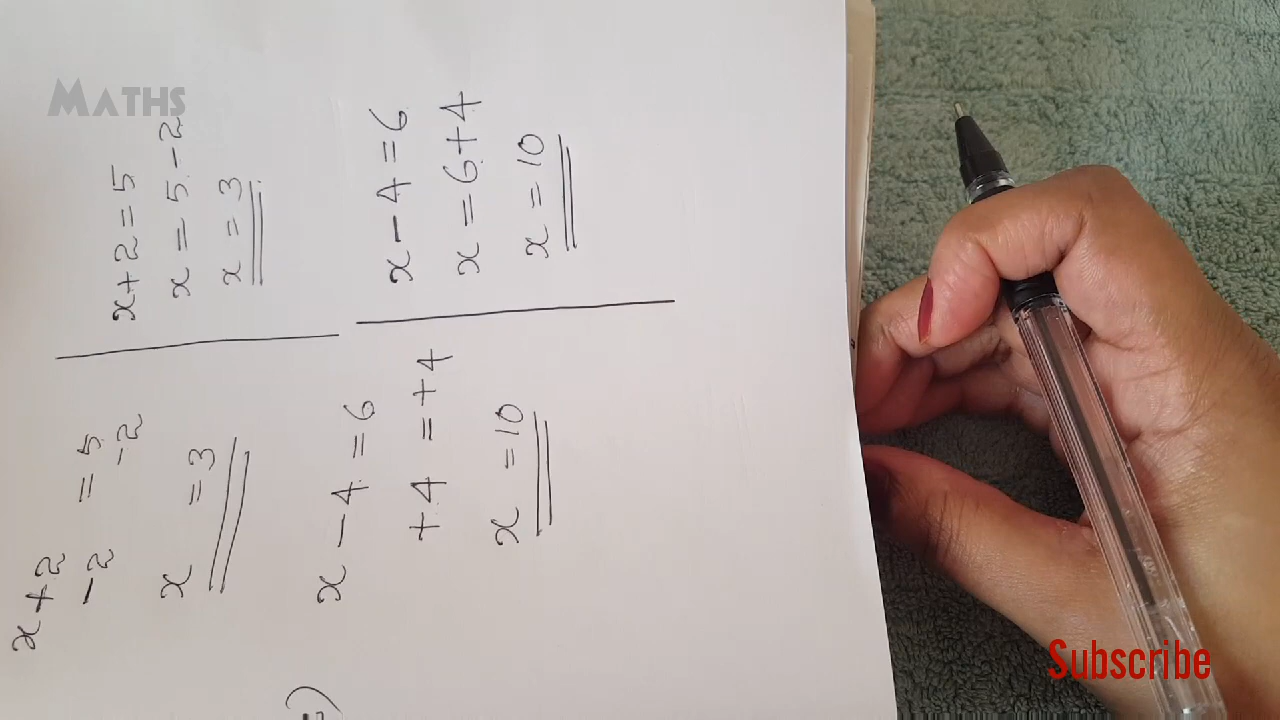 MATHS
x+2 = 5
-2 -2
x = 3
x+2=5
x=5-2
x=3
x-4=6
+4 =+4
x =10
x-4=6
x=6+4
x=10
Subscribe